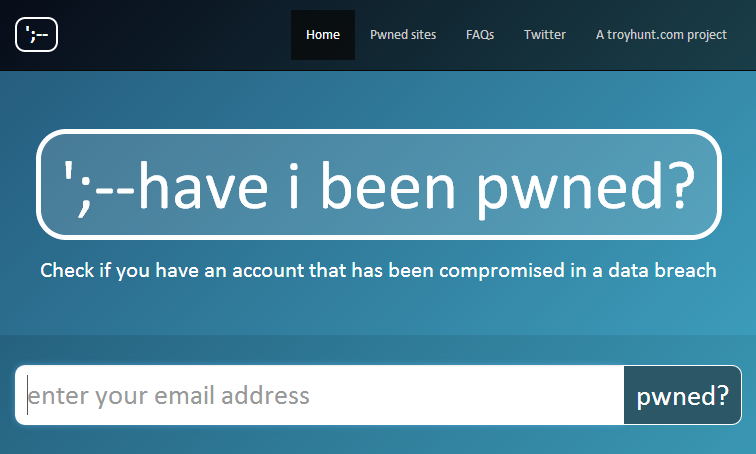 ';--
Home Pwned sites FAQs Twitter A troyhunt.com project
';--have i been pwned?
Check if you have an account that has been compromised in a data breach
enter your email address
pwned?